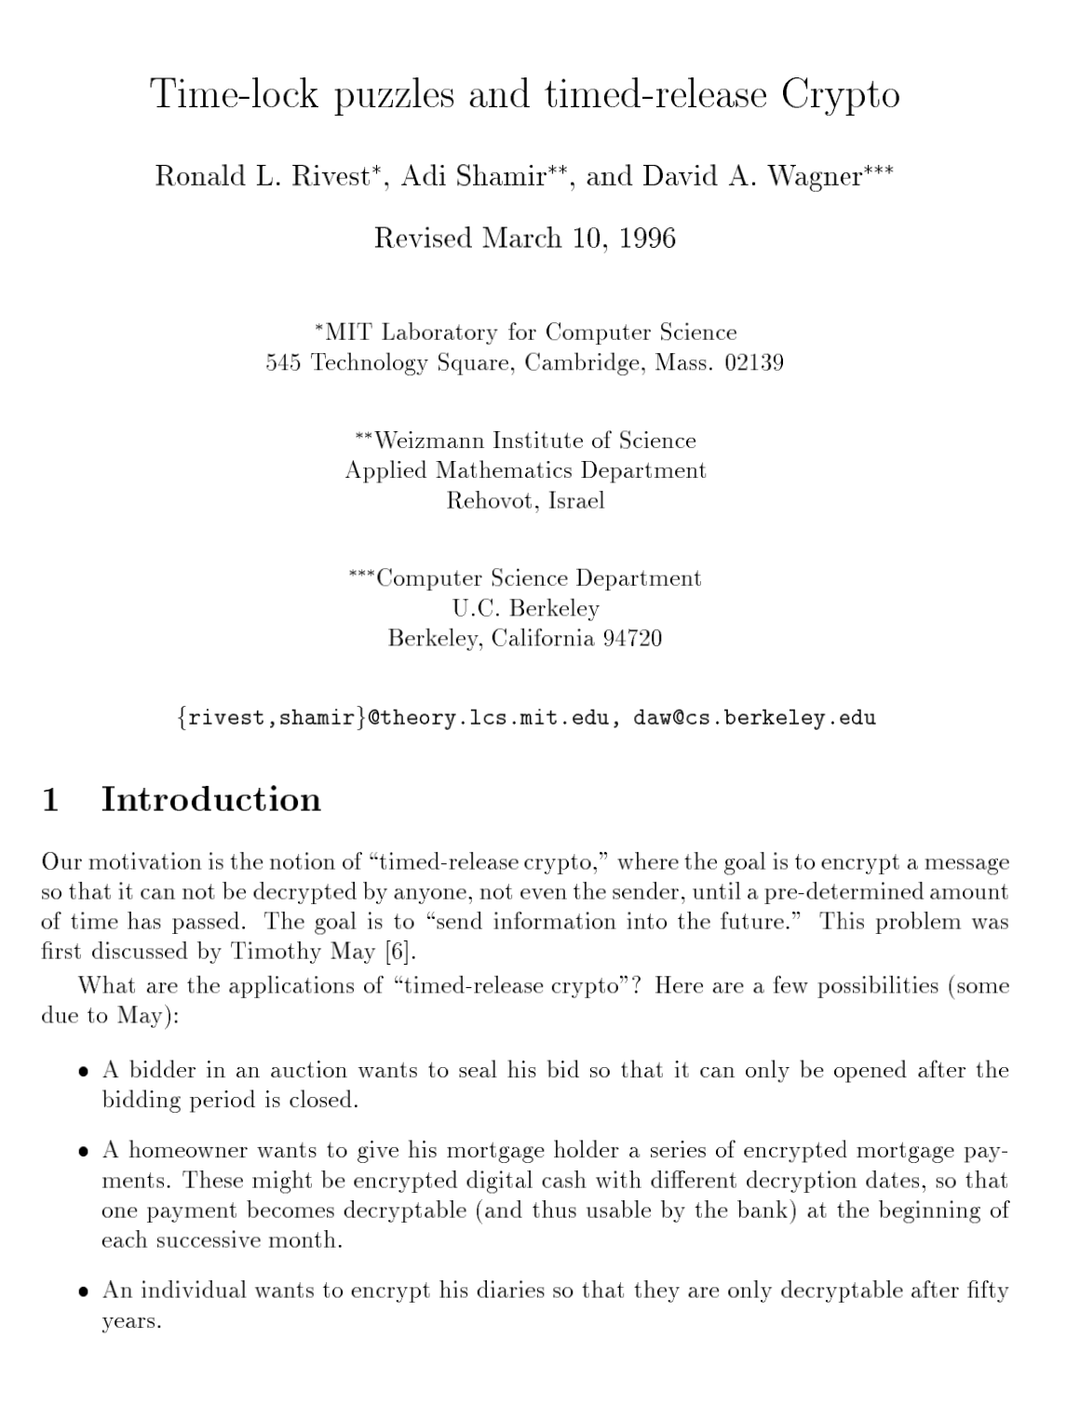 Time-lock puzzles and timed-release Crypto
Ronald L. Rivest*, Adi Shamir**, and David A. Wagner***
Revised March 10, 1996
*MIT Laboratory for Computer Science
545 Technology Square, Cambridge, Mass. 02139
**Weizmann Institute of Science
Applied Mathematics Department
Rehovot, Israel
***Computer Science Department
U.C. Berkeley
Berkeley, California 94720
{rivest,shamir}@theory.lcs.mit.edu, daw@cs.berkeley.edu
1 Introduction
Our motivation is the notion of “timed-release crypto,” where the goal is to encrypt a message
so that it can not be decrypted by anyone, not even the sender, until a pre-determined amount
of time has passed. The goal is to “send information into the future.” This problem was
first discussed by Timothy May [6].
What are the applications of “timed-release crypto”? Here are a few possibilities (some
due to May):
• A bidder in an auction wants to seal his bid so that it can only be opened after the
bidding period is closed.
• A homeowner wants to give his mortgage holder a series of encrypted mortgage pay-
ments. These might be encrypted digital cash with different decryption dates, so that
one payment becomes decryptable (and thus usable by the bank) at the beginning of
each successive month.
• An individual wants to encrypt his diaries so that they are only decryptable after fifty
years.